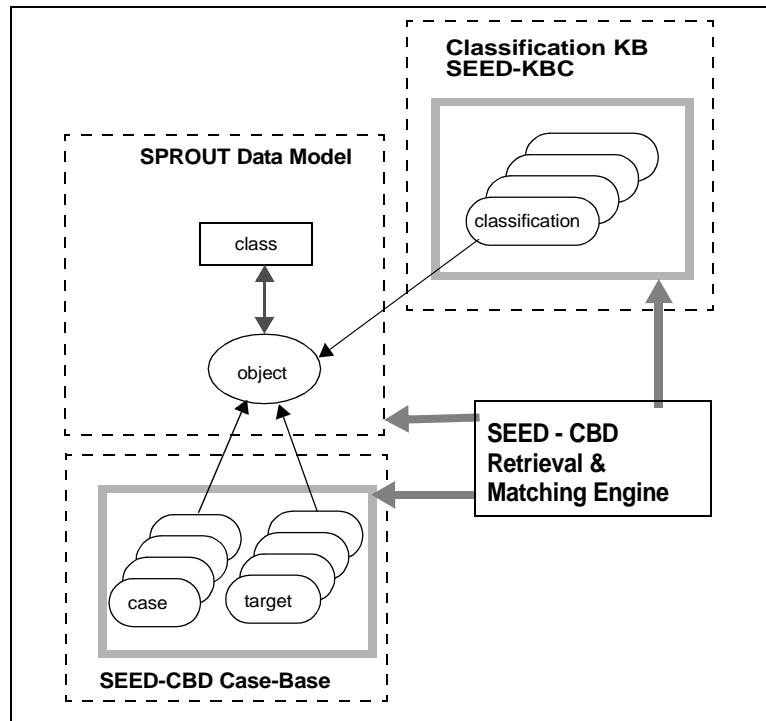 Classification KB
SEED-KBC
classification
SPROUT Data Model
class
object
SEED - CBD
Retrieval &
Matching Engine
case
target
SEED-CBD Case-Base